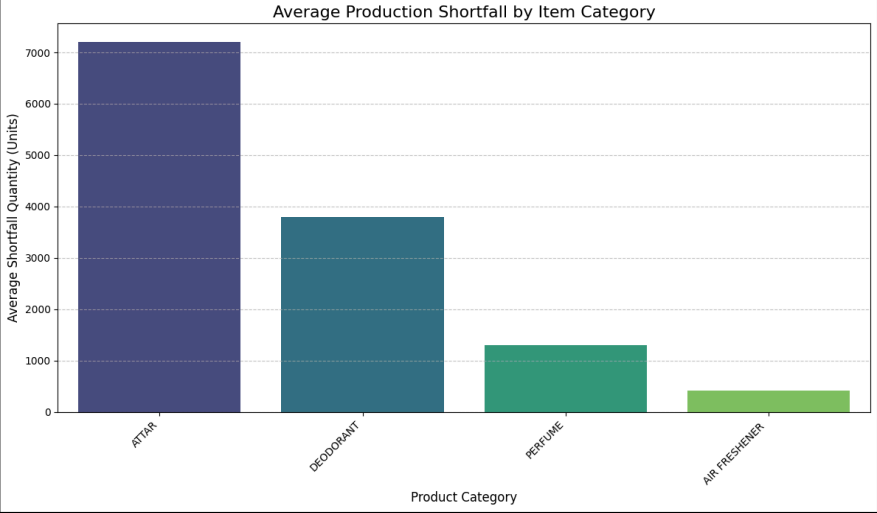 Average Production Shortfall by Item Category
Average Shortfall Quantity (Units)
7000
6000
5000
4000
3000
2000
1000
0
ATTAR
DEODORANT
PERFUME
AIR FRESHENER
Product Category